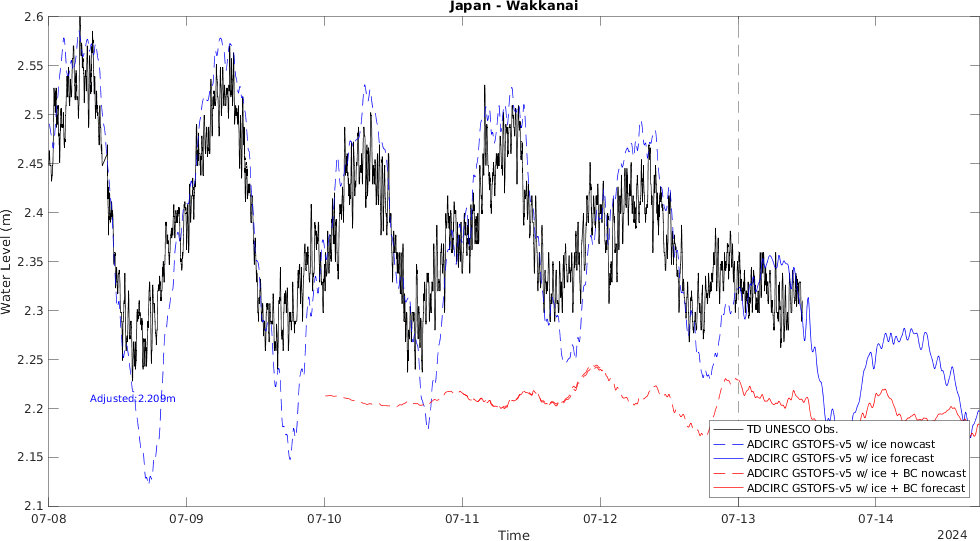 Japan - Wakkanai
2.6
2.55
2.5
2.45
2.4
2.35
2.3
2.25
2.2
2.15
2.1
Water Level (m)
Adjusted:2.209m
TD UNESCO Obs.
ADCIRC GSTOFS-v5 w/ ice nowcast
ADCIRC GSTOFS-v5 w/ ice forecast
ADCIRC GSTOFS-v5 w/ ice + BC nowcast
ADCIRC GSTOFS-v5 w/ ice + BC forecast
07-08 07-09 07-10 07-11 07-12 07-13 07-14
Time
2024